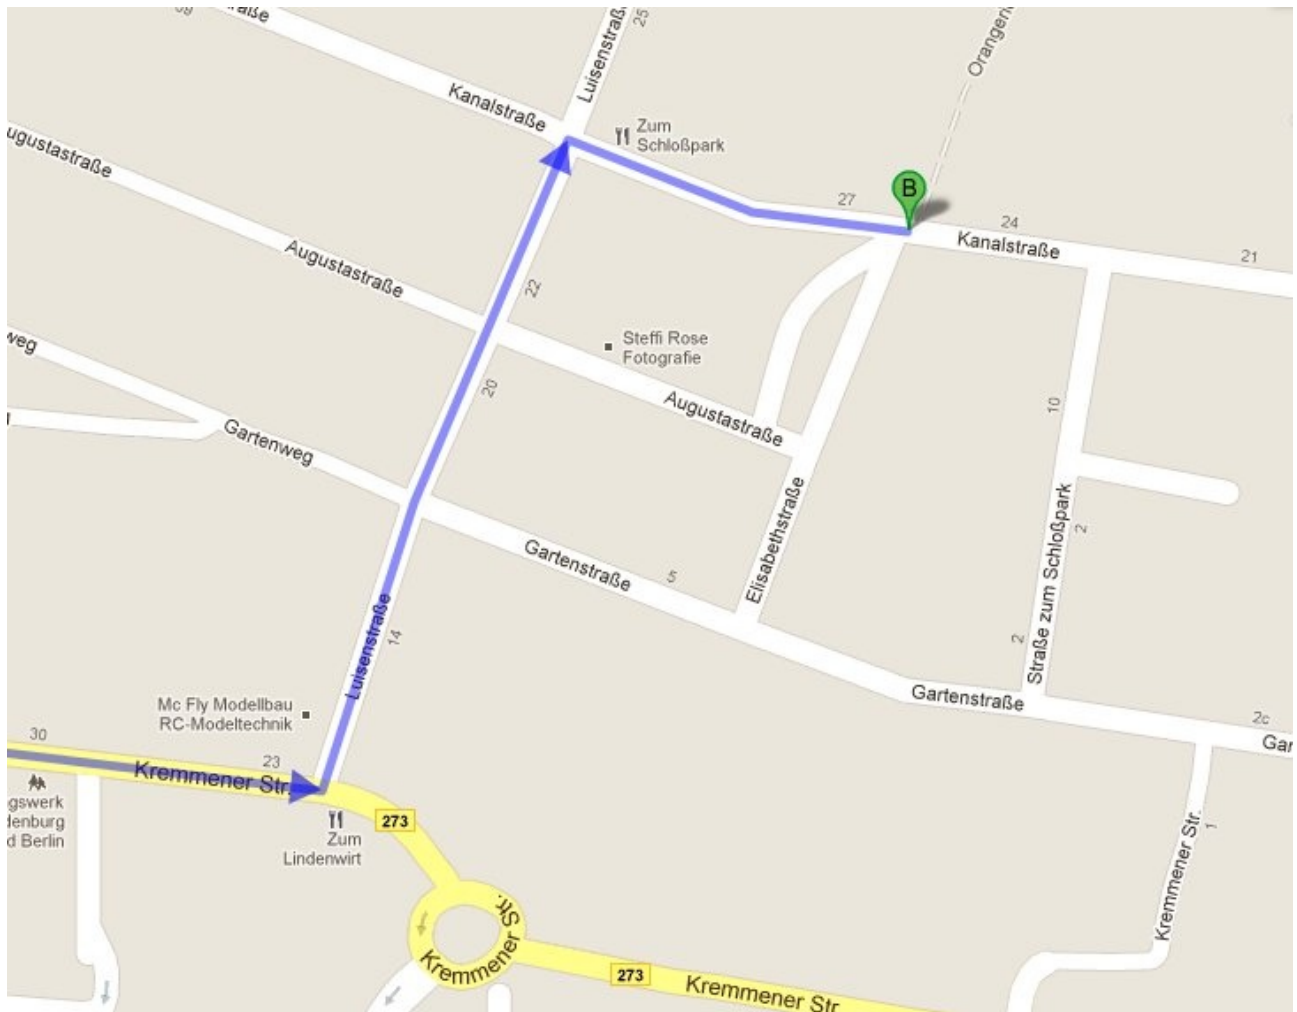 Luisenstraße
25
Kanalstraße
Zum
Schloßpark
B
27
24
Kanalstraße
21
Augustastraße
22
Steffi Rose
Fotografie
20
Augustastraße
10
Gartenweg
Elisabethstraße
Straße zum Schloßpark
2
Gartenstraße
5
Luisenstraße
14
2
Gartenstraße
2c
Mc Fly Modellbau
RC-Modeltechnik
30
23
Kremmener Str.
273
Zum
Lindenwirt
d Berlin
Kremmener Str.
1
Kremmener Str.
273
Kremmener Str.